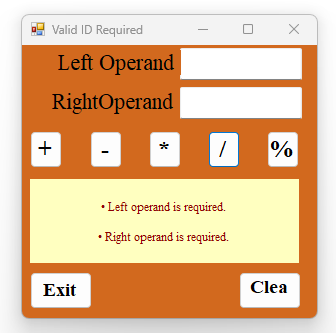 Valid ID Required
Left Operand
RightOperand
+ - * / %
• Left operand is required.
• Right operand is required.
Exit Clea